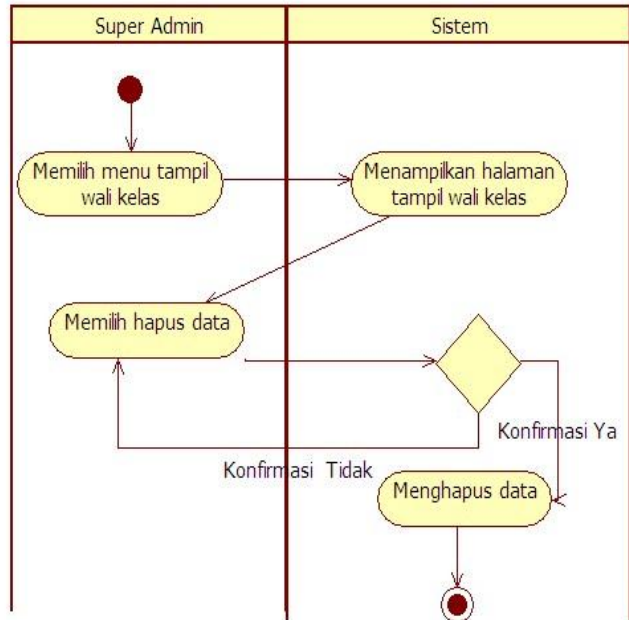 Super Admin
Sistem
Memilih menu tampil
wali kelas
Menampilkan halaman
tampil wali kelas
Memilih hapus data
Konfirmasi Ya
Konfirmasi Tidak
Menghapus data